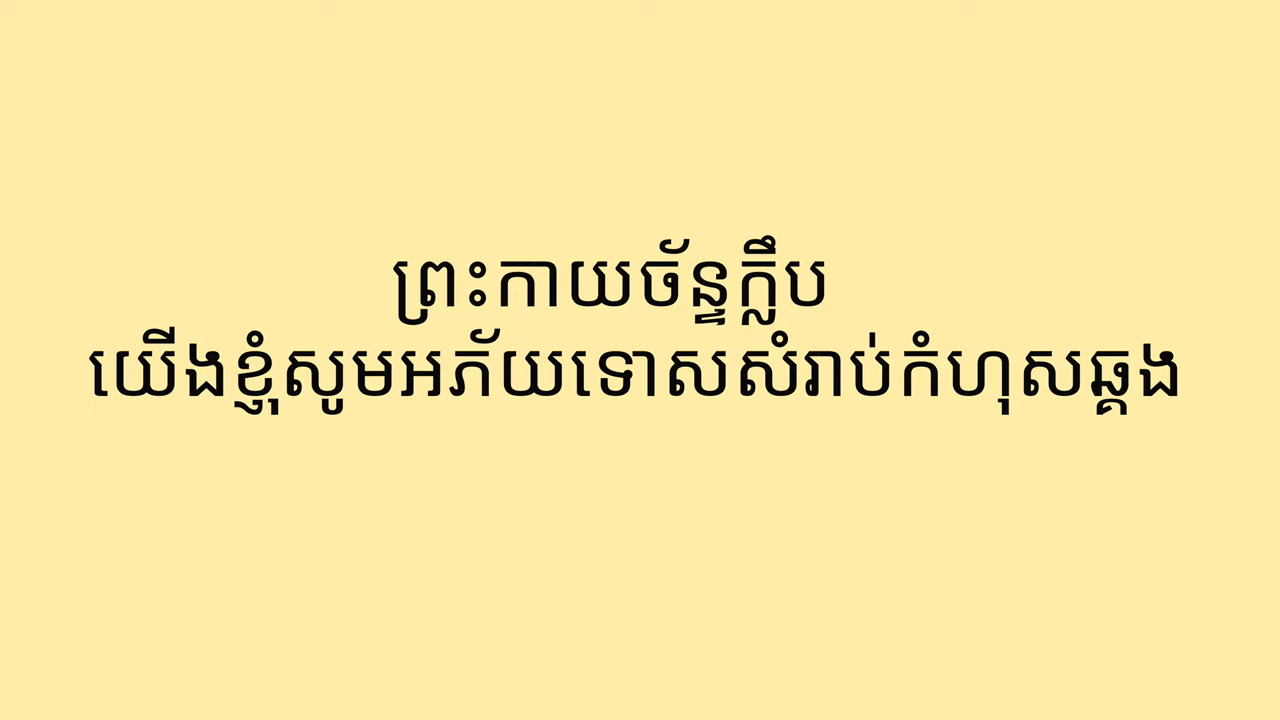 ព្រះកាយច័ន្ទក្លឹប
យើងខ្ញុំសូមអភ័យទោសសំរាប់កំហុសឆ្គង